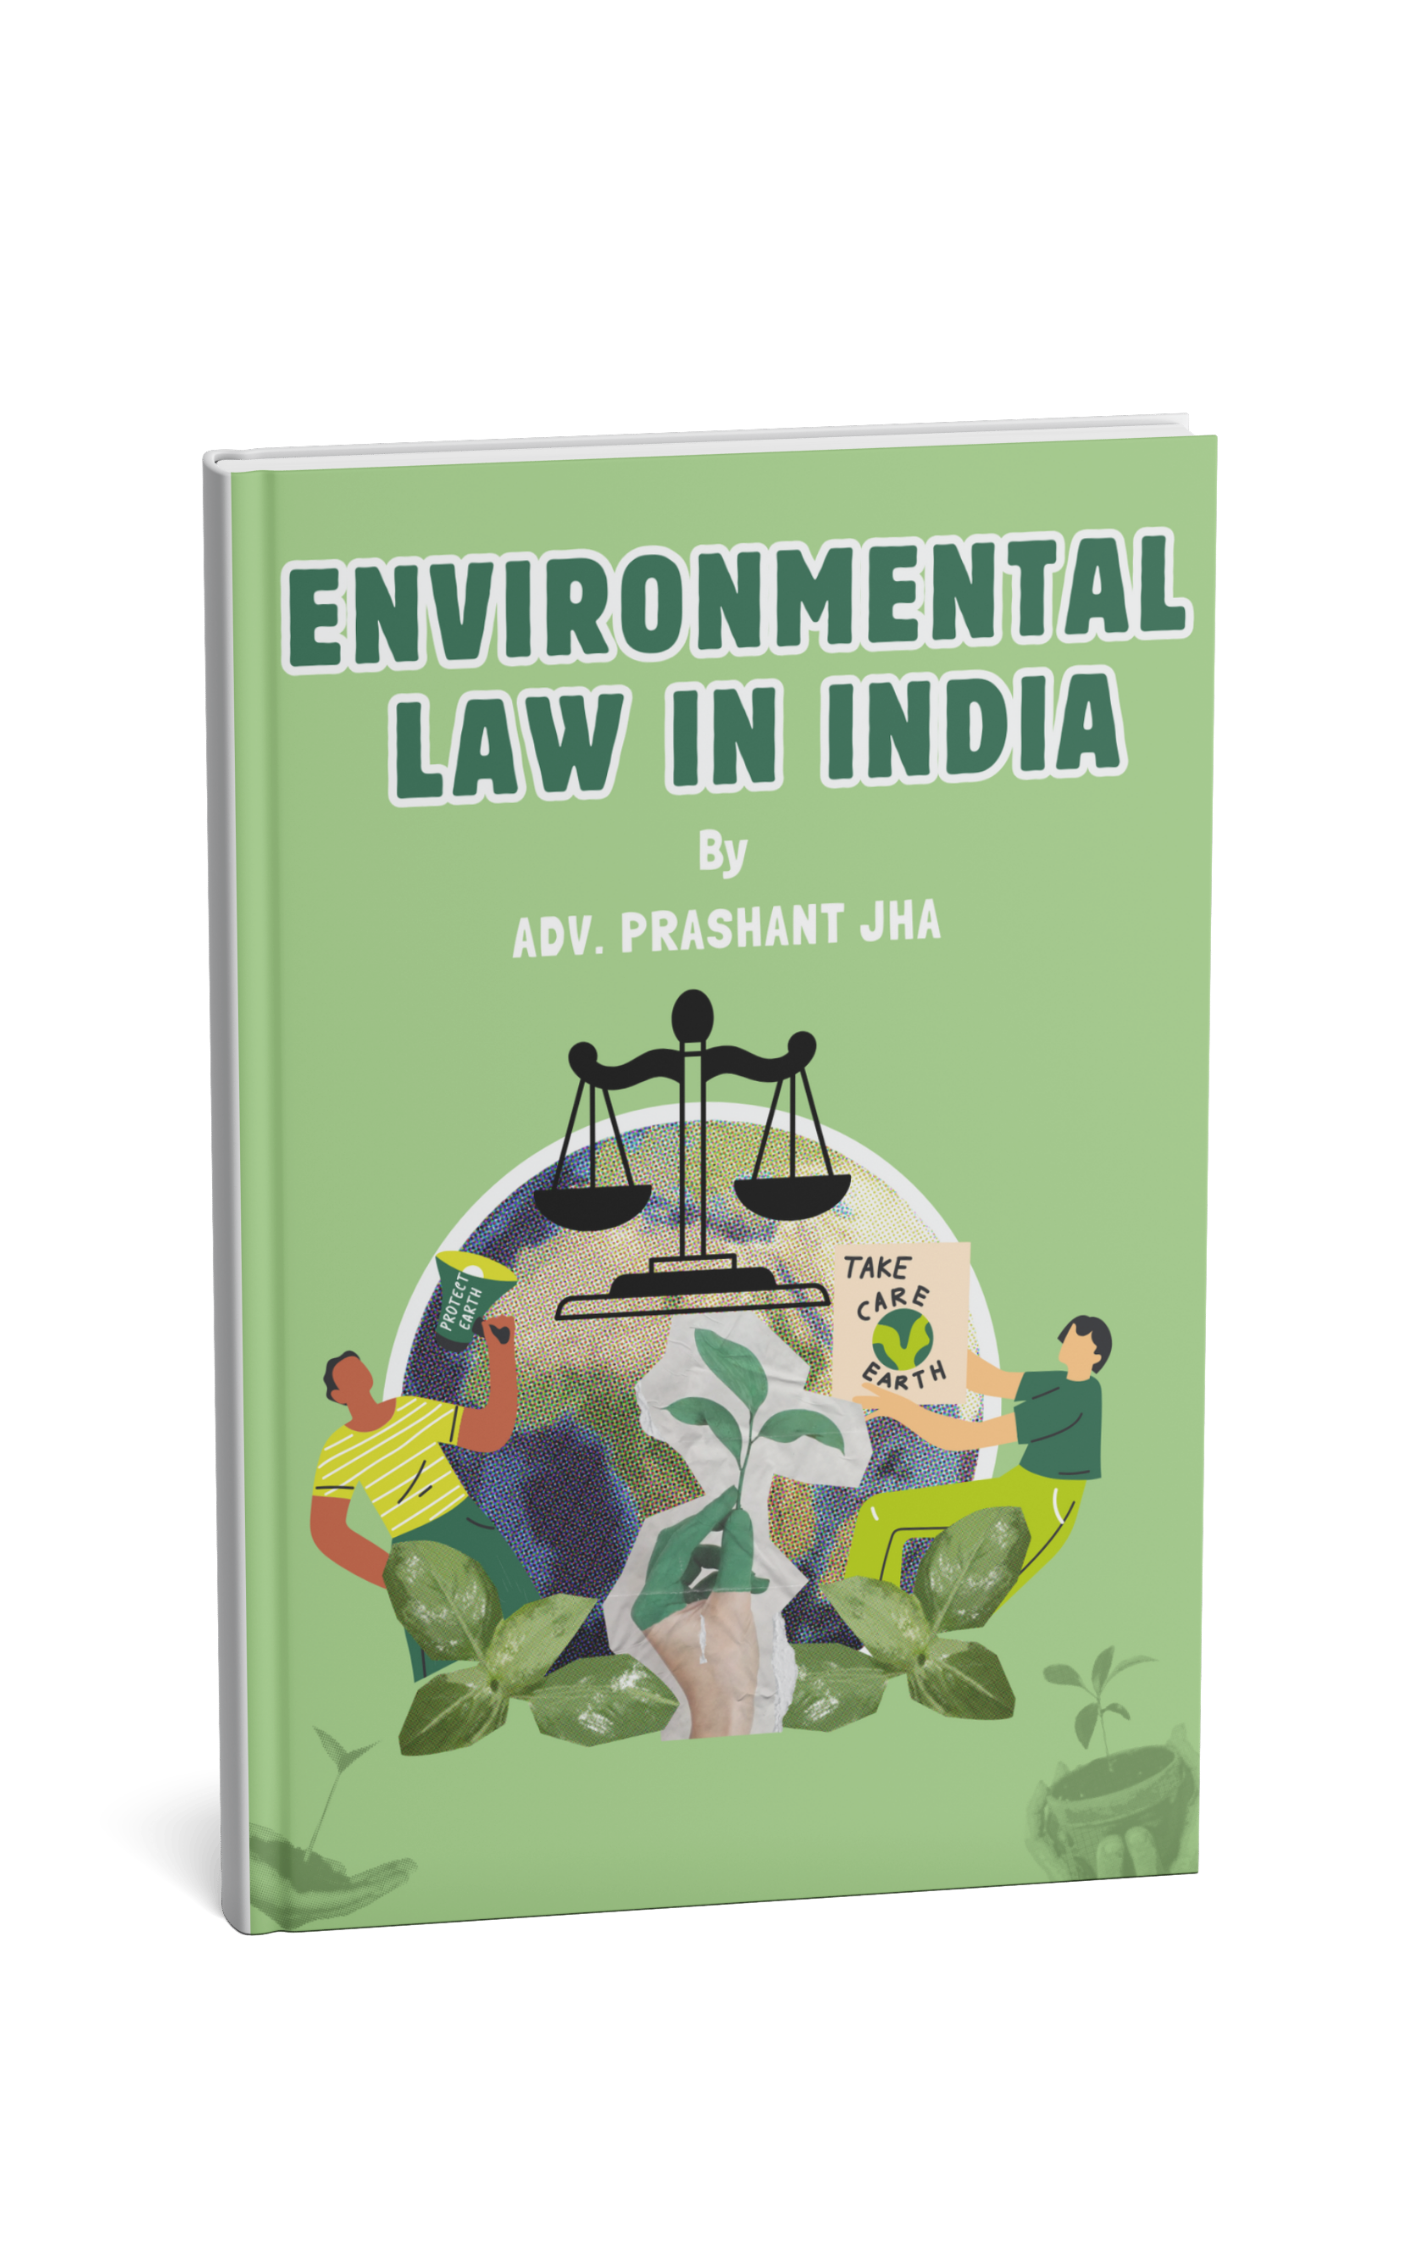 ENVIRONMENTAL
LAW IN INDIA
By
ADV. PRASHANT JHA
PROTECT
EARTH
TAKE
CARE
EARTH